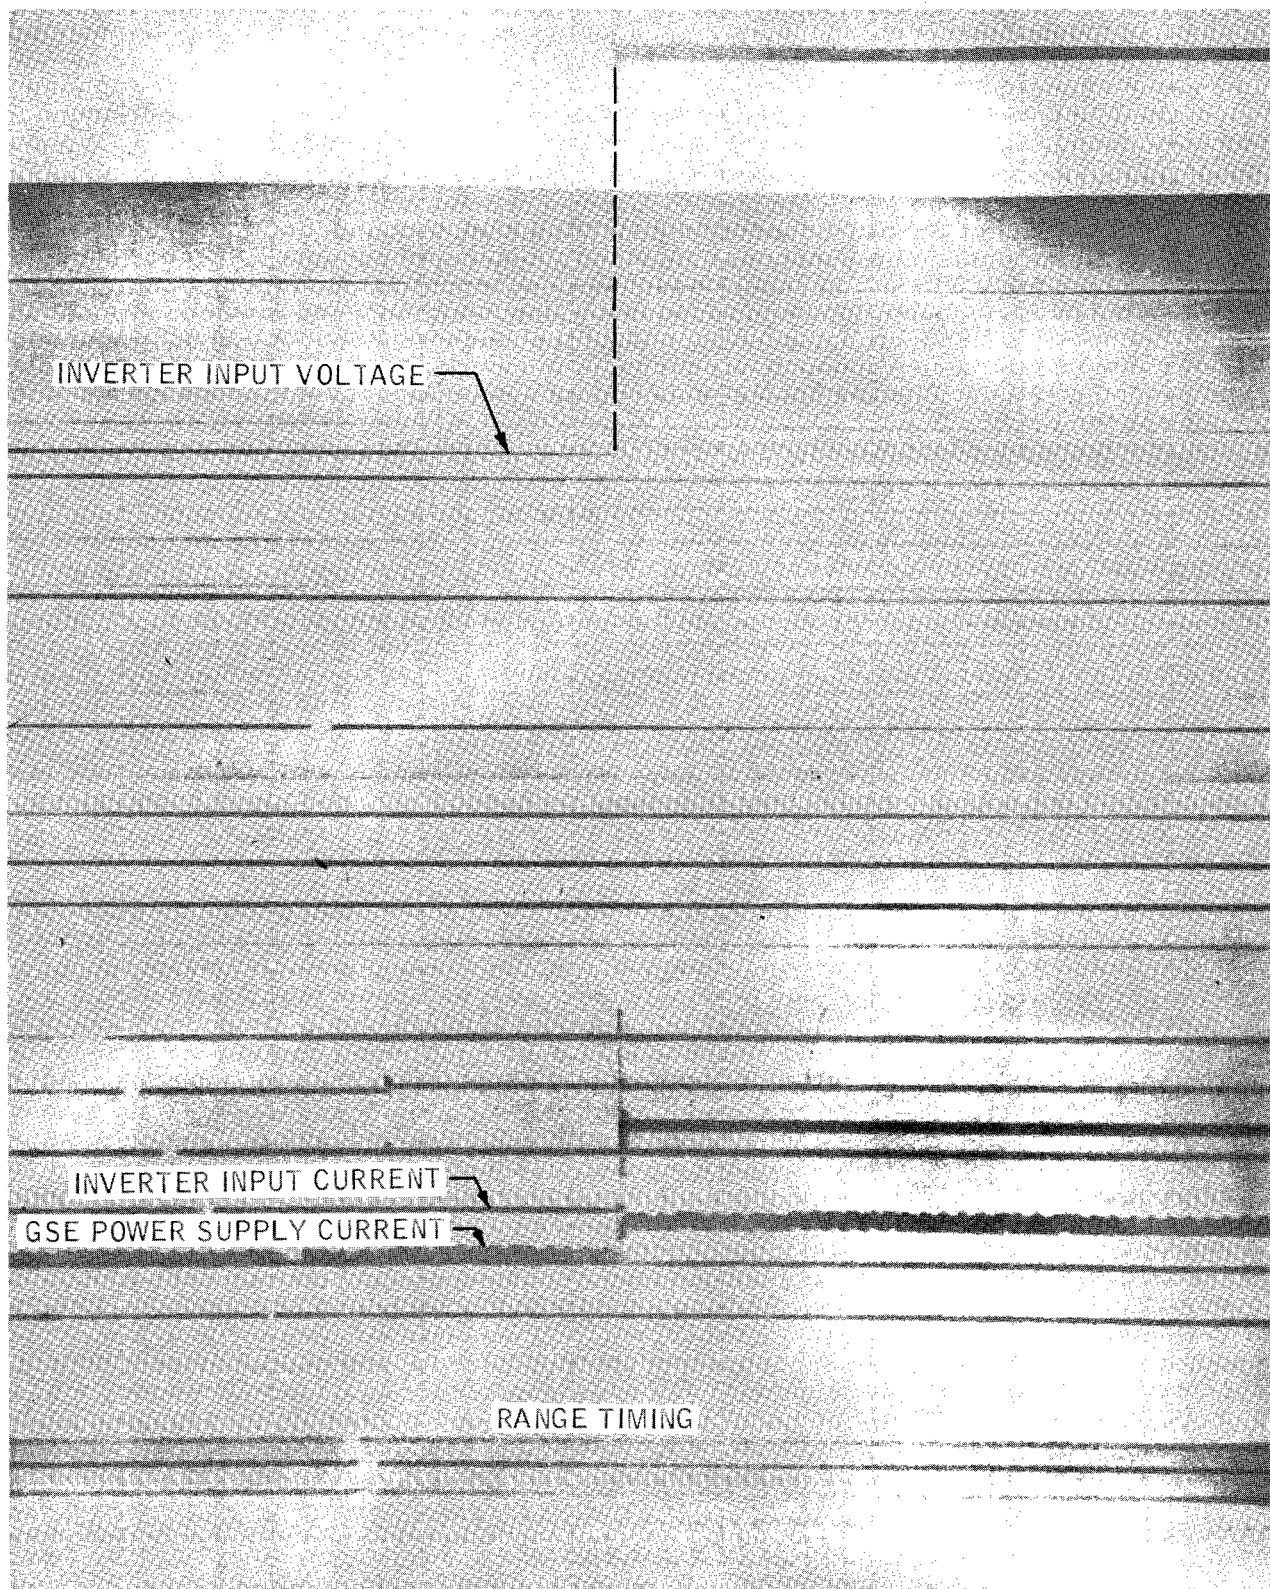 INVERTER INPUT VOLTAGE
INVERTER INPUT CURRENT
GSE POWER SUPPLY CURRENT
RANGE TIMING